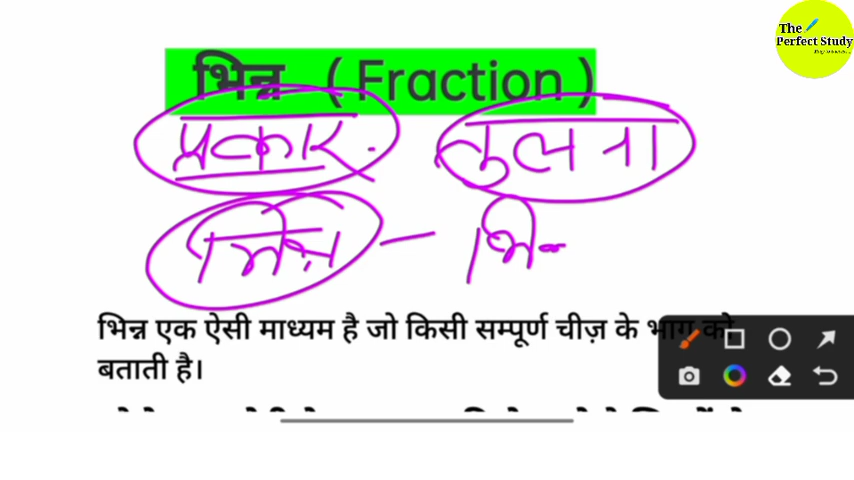 The
Perfect Study
भिन्न ( Fraction )
प्रकार तुलना
भिन्न -
भिन्न एक ऐसी माध्यम है जो किसी सम्पूर्ण चीज़ के भाग को
बताती है।